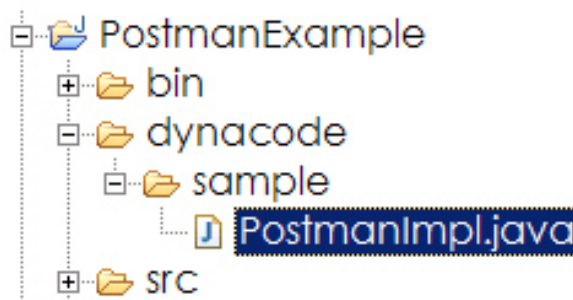 PostmanExample
bin
dynacode
sample
PostmanImpl.java
src